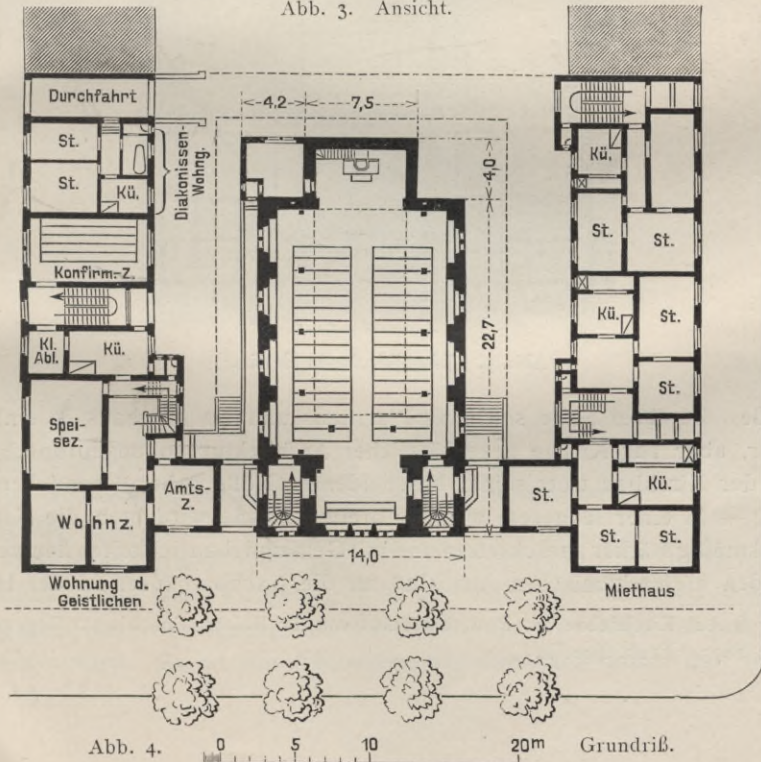 Abb. 3. Ansicht.
Durchfahrt
St.
St.
Kü.
Diakonissen-
Wohng.
Konfirm.-Z.
Kl.
Abl.
Kü.
Spei-
sez.
Amts-
Z.
Wohnz.
Wohnung d.
Geistlichen
4,2
7,5
4,0
22,7
14,0
Kü.
St.
St.
Kü.
St.
St.
St.
Kü.
St.
St.
Miethaus
Abb. 4.
0 5 10 20m
Grundriß.